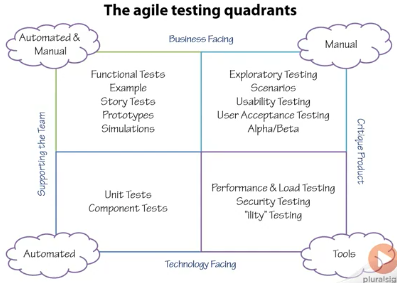 The agile testing quadrants
Automated &
Manual
Business Facing
Manual
Functional Tests
Example
Story Tests
Prototypes
Simulations
Exploratory Testing
Scenarios
Usability Testing
User Acceptance Testing
Alpha/Beta
Supporting the Team
Critique Product
Unit Tests
Component Tests
Performance & Load Testing
Security Testing
"ility" Testing
Automated
Technology Facing
Tools
pluralsig